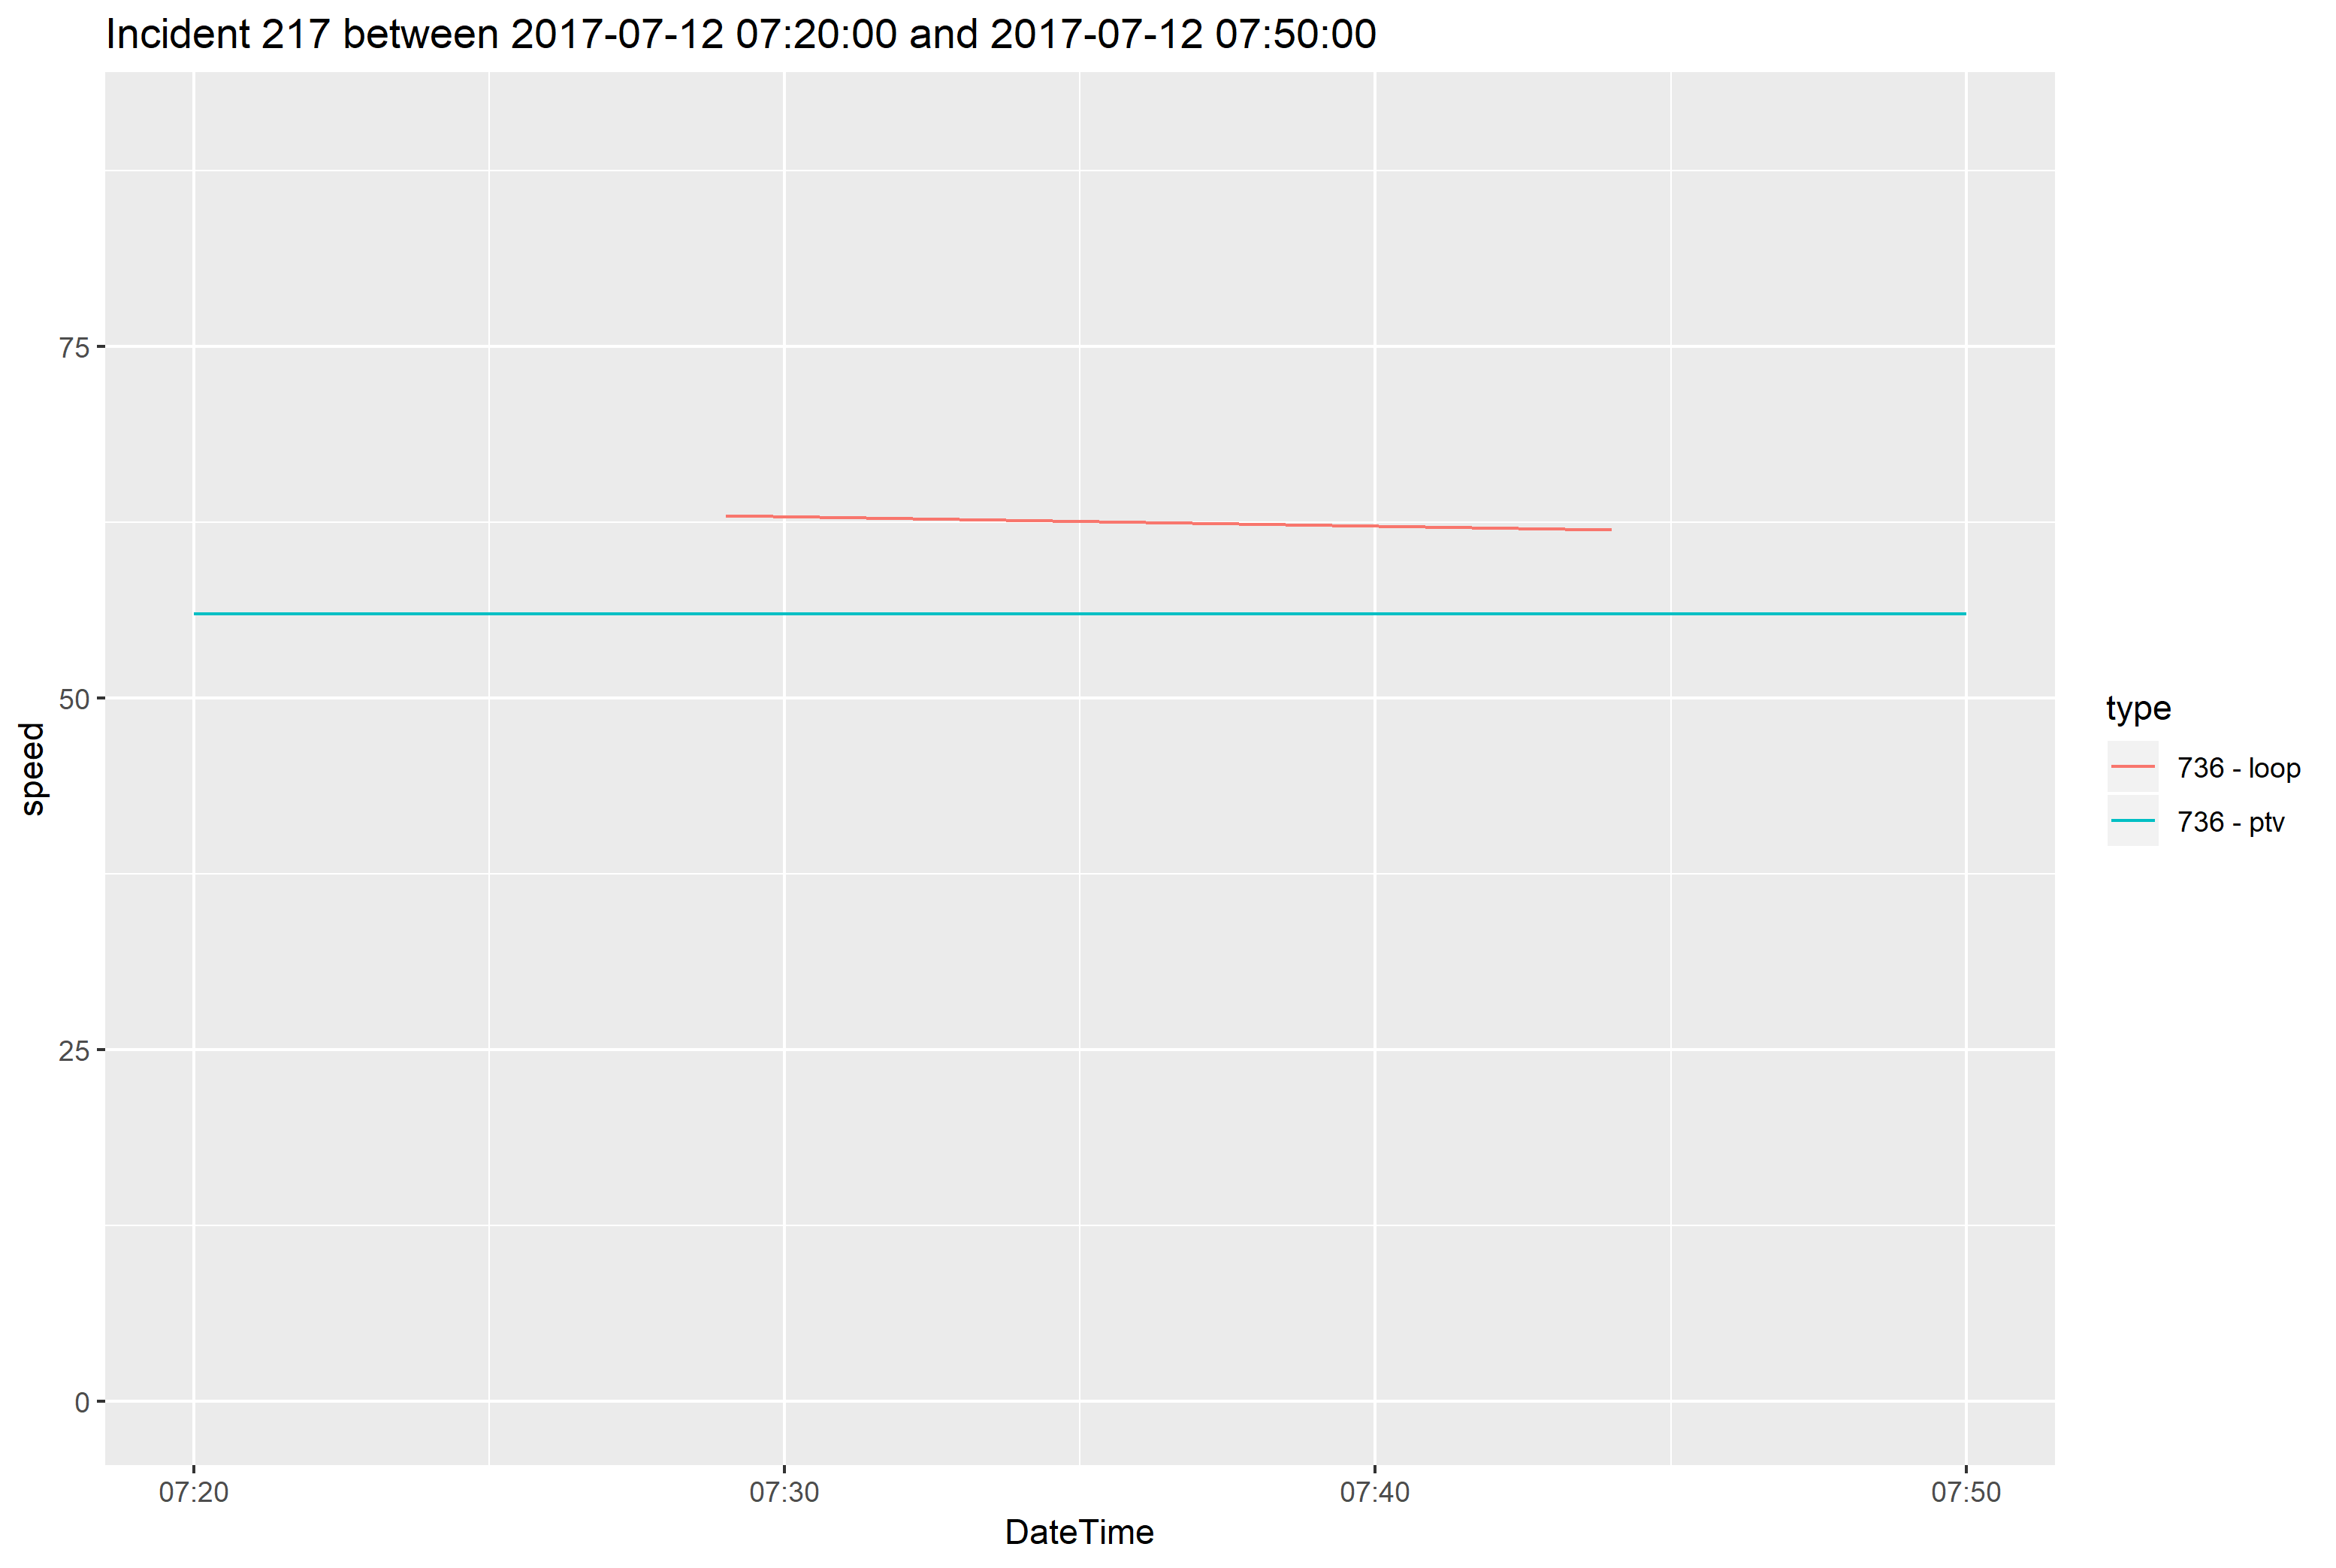 Incident 217 between 2017-07-12 07:20:00 and 2017-07-12 07:50:00
75
50
25
0
speed
07:20 07:30 07:40 07:50
DateTime
type
736 - loop
736 - ptv